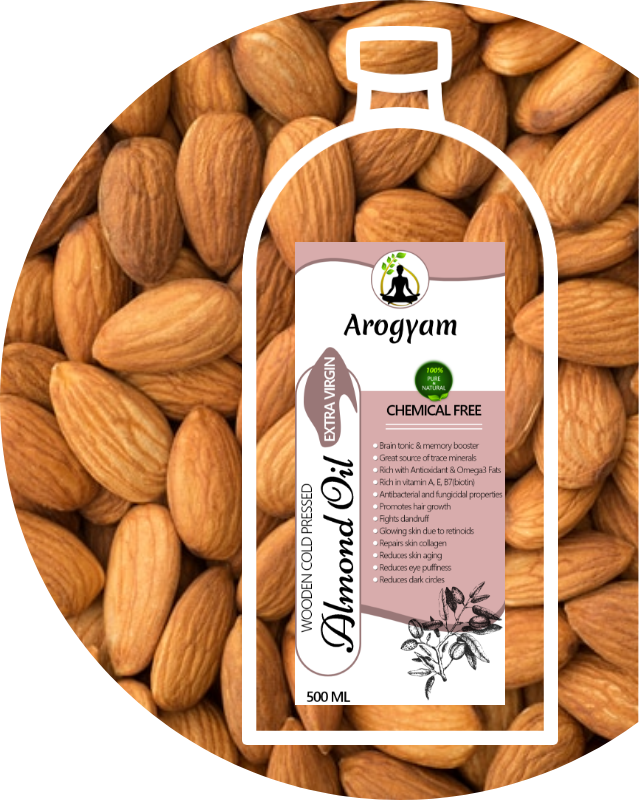 Arogyam
EXTRA VIRGIN
WOODEN COLD PRESSED
Almond Oil
100%
PURE
&
NATURAL
CHEMICAL FREE
Brain tonic & memory booster
Great source of trace minerals
Rich with Antioxidant & Omega3 Fats
Rich in vitamin A, E, B7(biotin)
Antibacterial and fungicidal properties
Promotes hair growth
Fights dandruff
Glowing skin due to retinoids
Repairs skin collagen
Reduces skin aging
Reduces eye puffiness
Reduces dark circles
500 ML